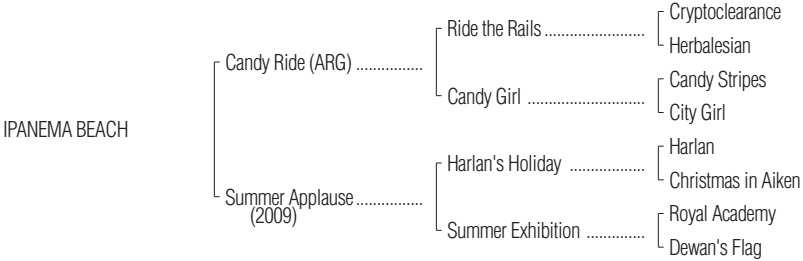 Cryptoclearance
Ride the Rails ........................
Herbalesian
Candy Ride (ARG) ................
Candy Stripes
Candy Girl ............................
City Girl
IPANEMA BEACH
Harlan
Harlan's Holiday ..................
Christmas in Aiken
Summer Applause ................
(2009)
Royal Academy
Summer Exhibition ..............
Dewan's Flag